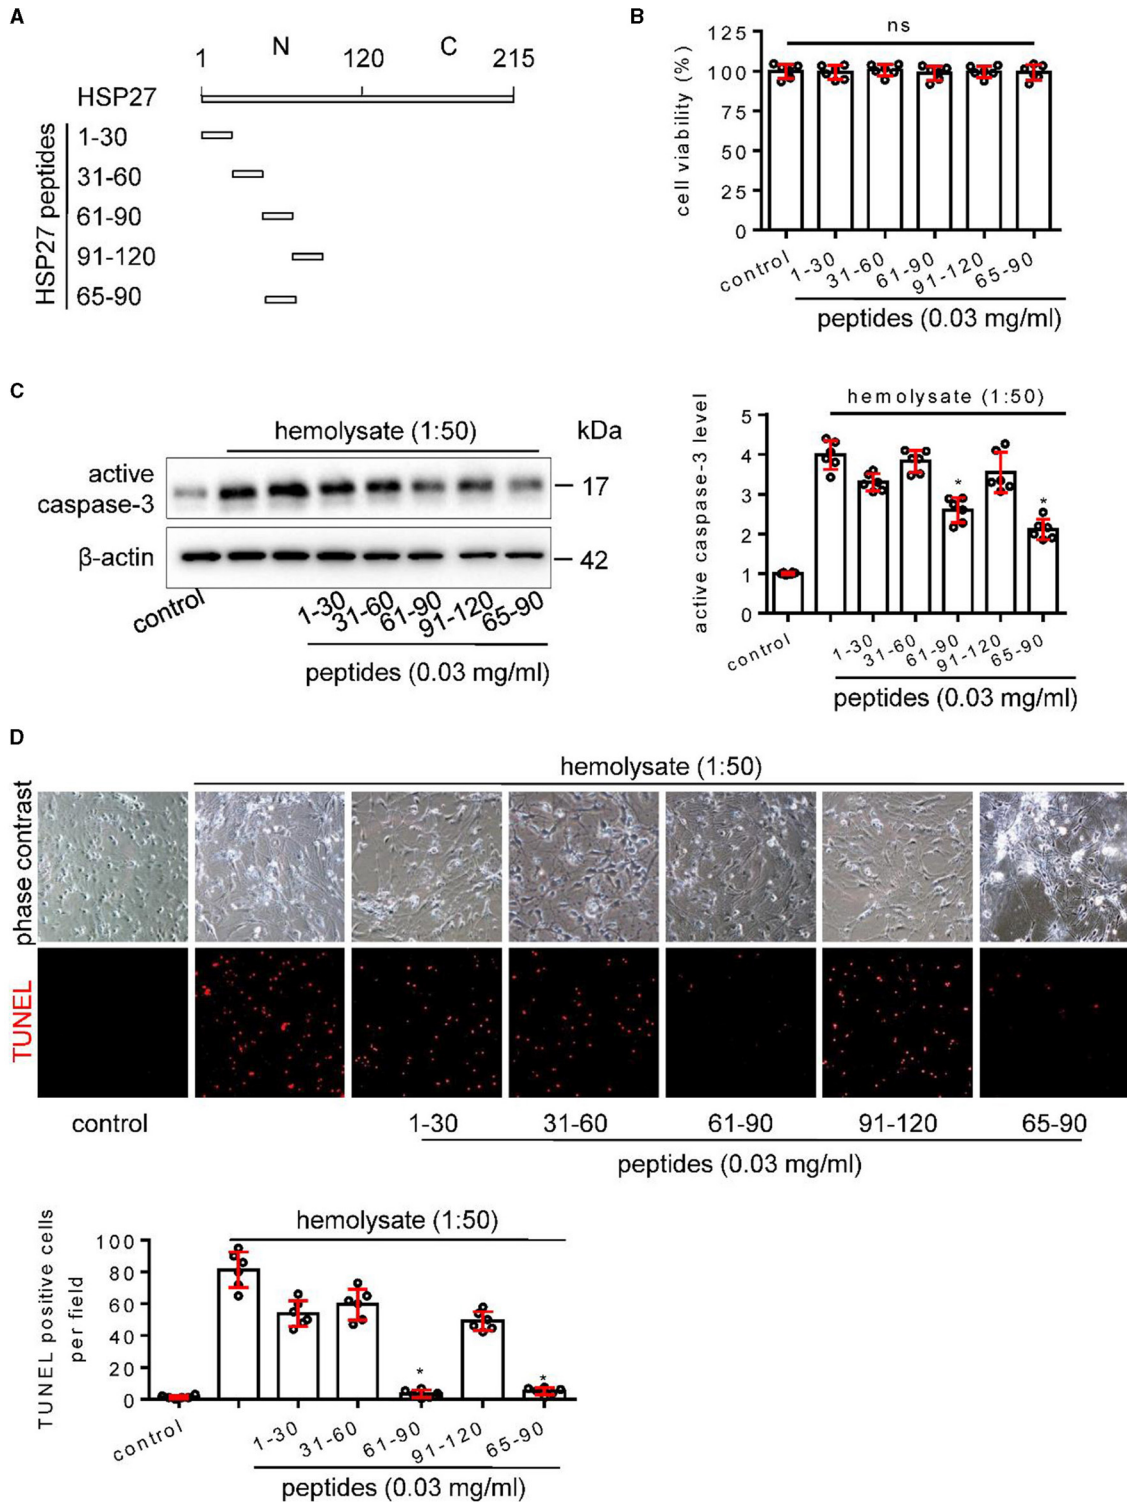 A
N C
1 120 215
HSP27
HSP27 peptides
1-30
31-60
61-90
91-120
65-90
B
ns
cell viability (%)
125
100
75
50
25
0
control 1-30 31-60 61-90 91-120 65-90
peptides (0.03 mg/ml)
C
hemolysate (1:50)
kDa
active
caspase-3
17
β-actin
42
control 1-30 31-60 61-90 91-120 65-90
peptides (0.03 mg/ml)
hemolysate (1:50)
active caspase-3 level
5
4
3
2
1
0
* *
control 1-30 31-60 61-90 91-120 65-90
peptides (0.03 mg/ml)
D
hemolysate (1:50)
phase contrast
TUNEL
control 1-30 31-60 61-90 91-120 65-90
peptides (0.03 mg/ml)
hemolysate (1:50)
TUNEL positive cells
per field
100
80
60
40
20
0
* *
control 1-30 31-60 61-90 91-120 65-90
peptides (0.03 mg/ml)